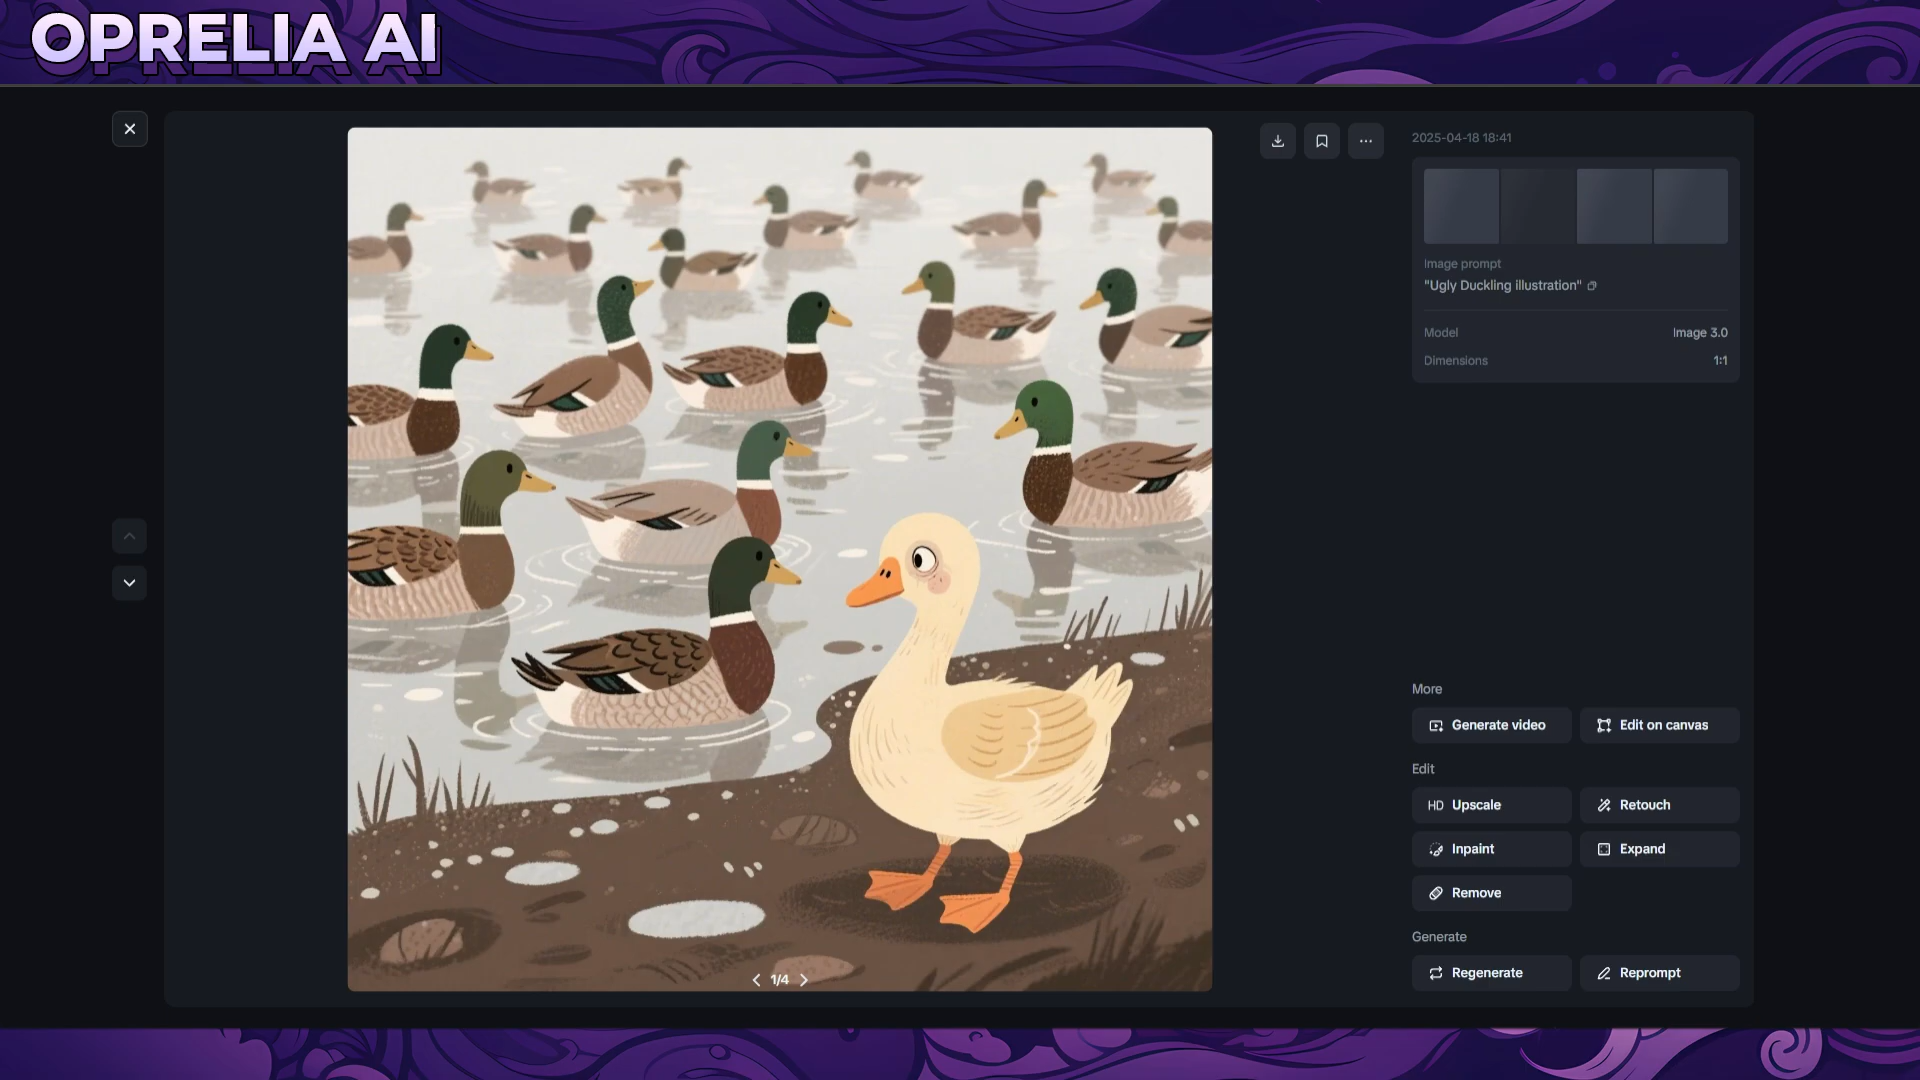 OPRELIA AI
2025-04-18 18:41
Image prompt
"Ugly Duckling illustration"
Model Image 3.0
Dimensions 1:1
More
Generate video Edit on canvas
Edit
HD Upscale Retouch
Inpaint Expand
Remove
Generate
Regenerate Reprompt
1/4